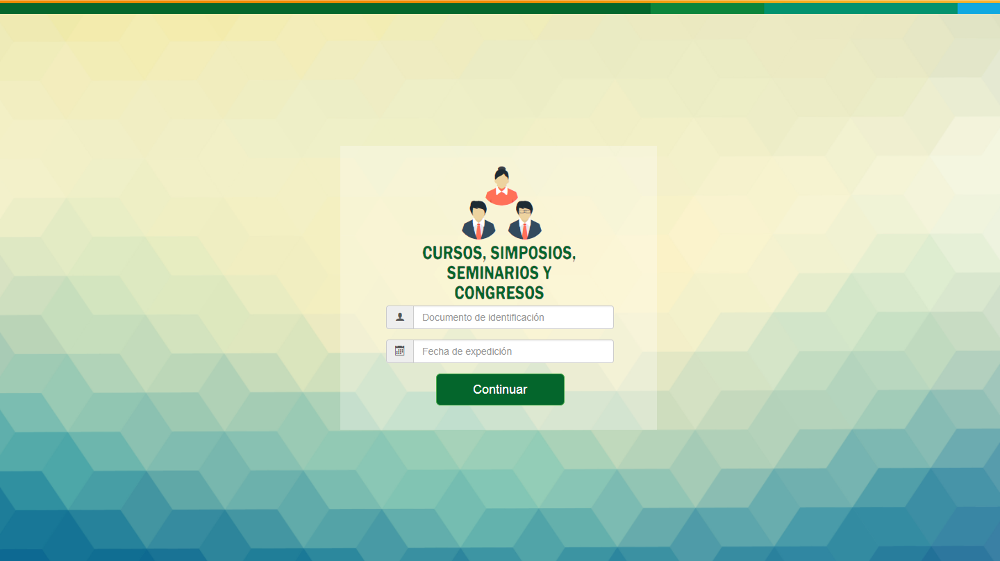 CURSOS, SIMPOSIOS,
SEMINARIOS Y
CONGRESOS
Documento de identificación
Fecha de expedición
Continuar